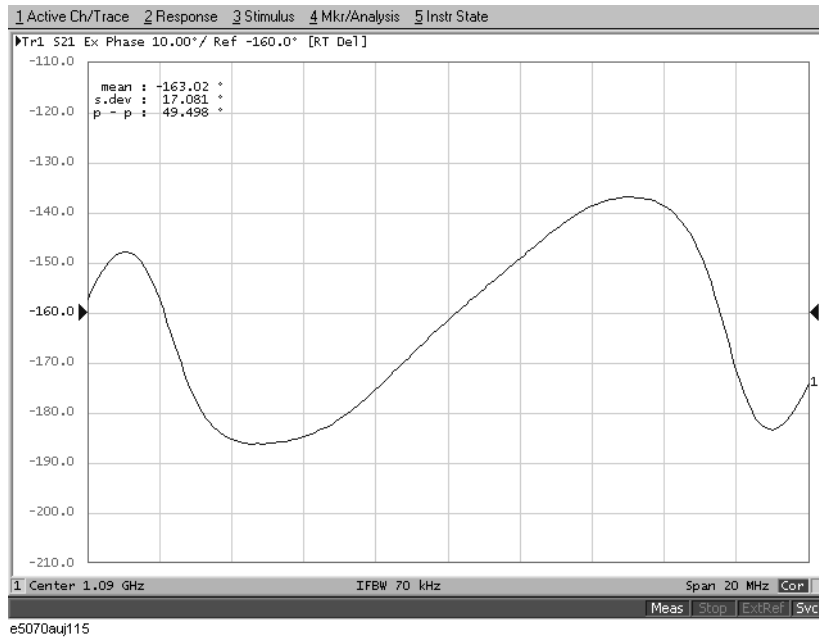 1 Active Ch/Trace 2 Response 3 Stimulus 4 Mkr/Analysis 5 Instr State
Tr1 S21 Ex Phase 10.00°/ Ref -160.0° [RT Del]
-110.0
mean : -163.02 °
s.dev : 17.081 °
p - p : 49.498 °
-120.0
-130.0
-140.0
-150.0
-160.0
-170.0
1
-180.0
-190.0
-200.0
-210.0
1 Center 1.09 GHz IFBW 70 kHz Span 20 MHz Cor
Meas Stop ExtRef Svc
e5070auj115